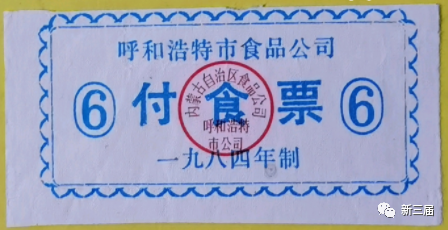 呼和浩特市食品公司
⑥ 付食票 ⑥
内蒙古自治区食品公司
呼和浩特
市公司
一九八四年制
新三届